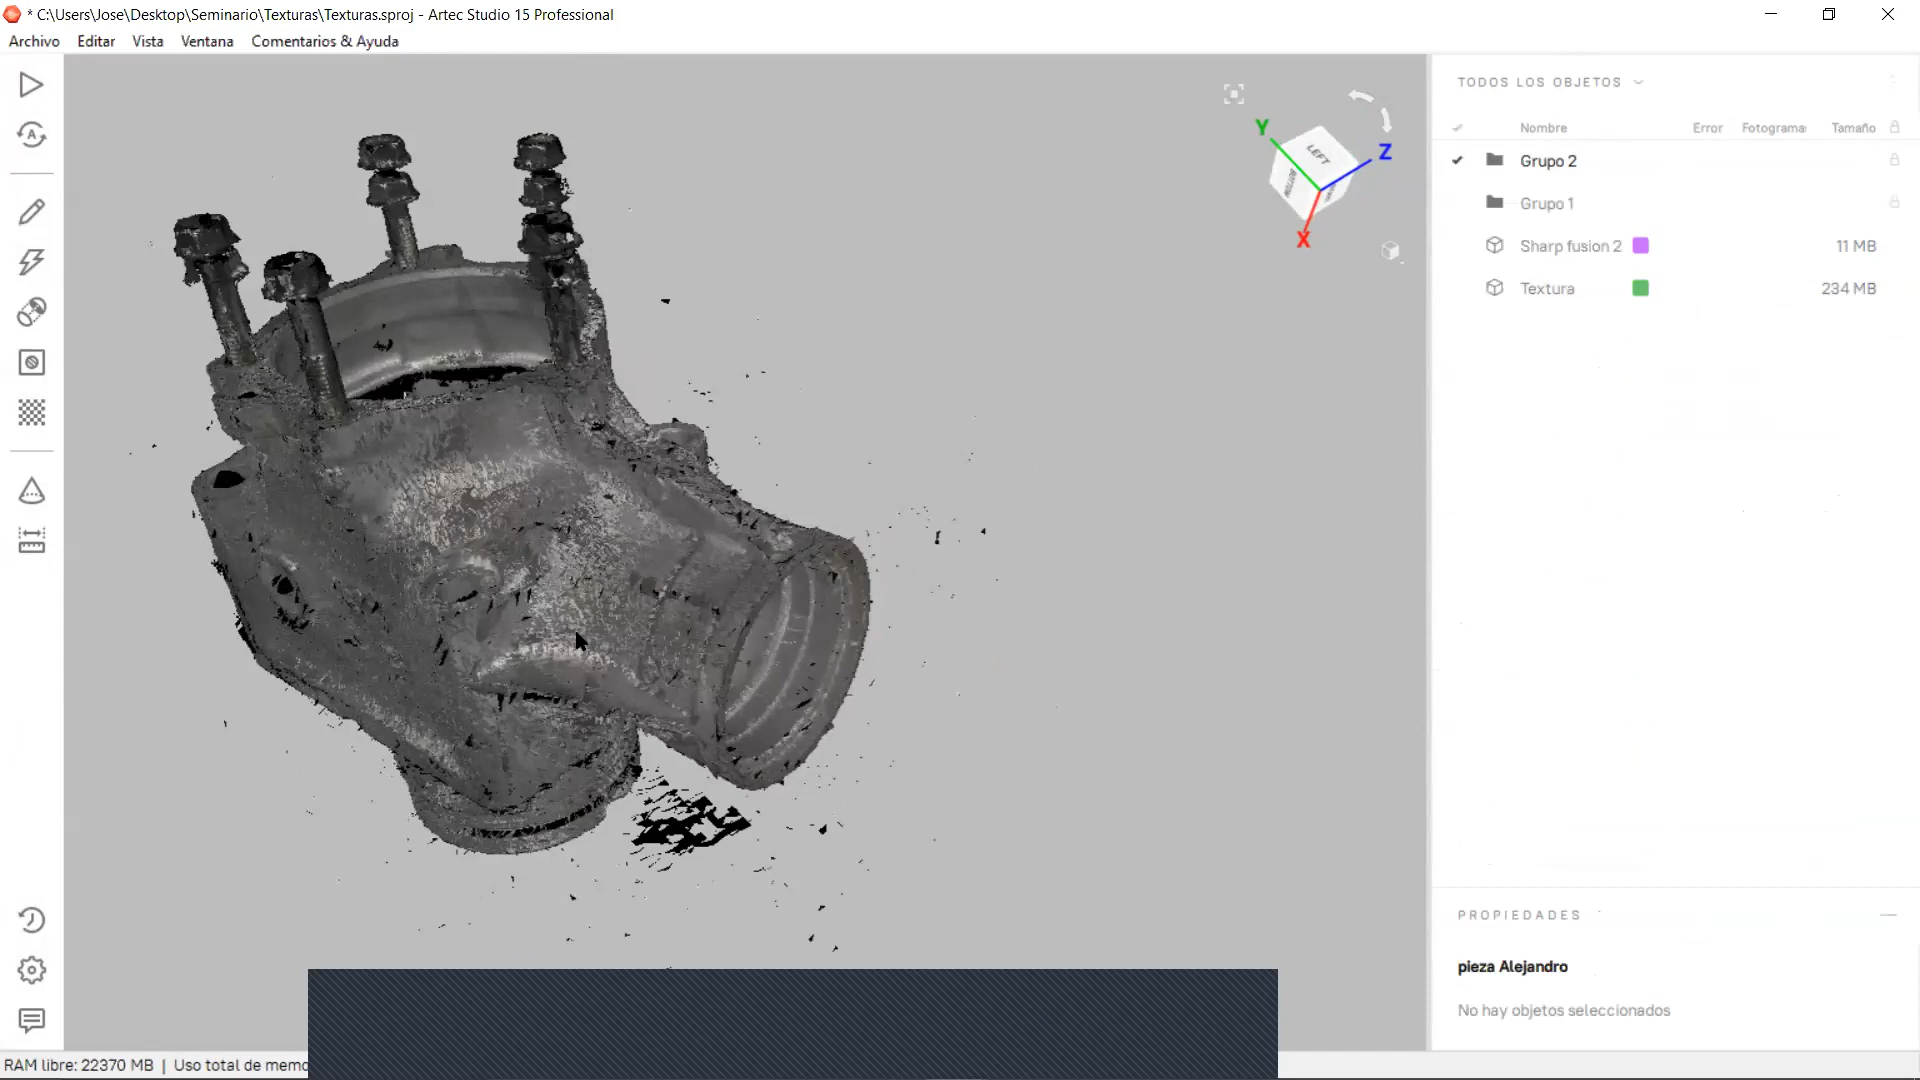 * C:\Users\Jose\Desktop\Seminario\Texturas\Texturas.sproj - Artec Studio 15 Professional
Archivo Editar Vista Ventana Comentarios & Ayuda
TODOS LOS OBJETOS
Nombre Error Fotograma Tamaño
Grupo 2
Grupo 1
Sharp fusion 2 11 MB
Textura 234 MB
Y
Z
X
LEFT
BOTTOM
PROPIEDADES
pieza Alejandro
No hay objetos seleccionados
RAM libre: 22370 MB | Uso total de memo